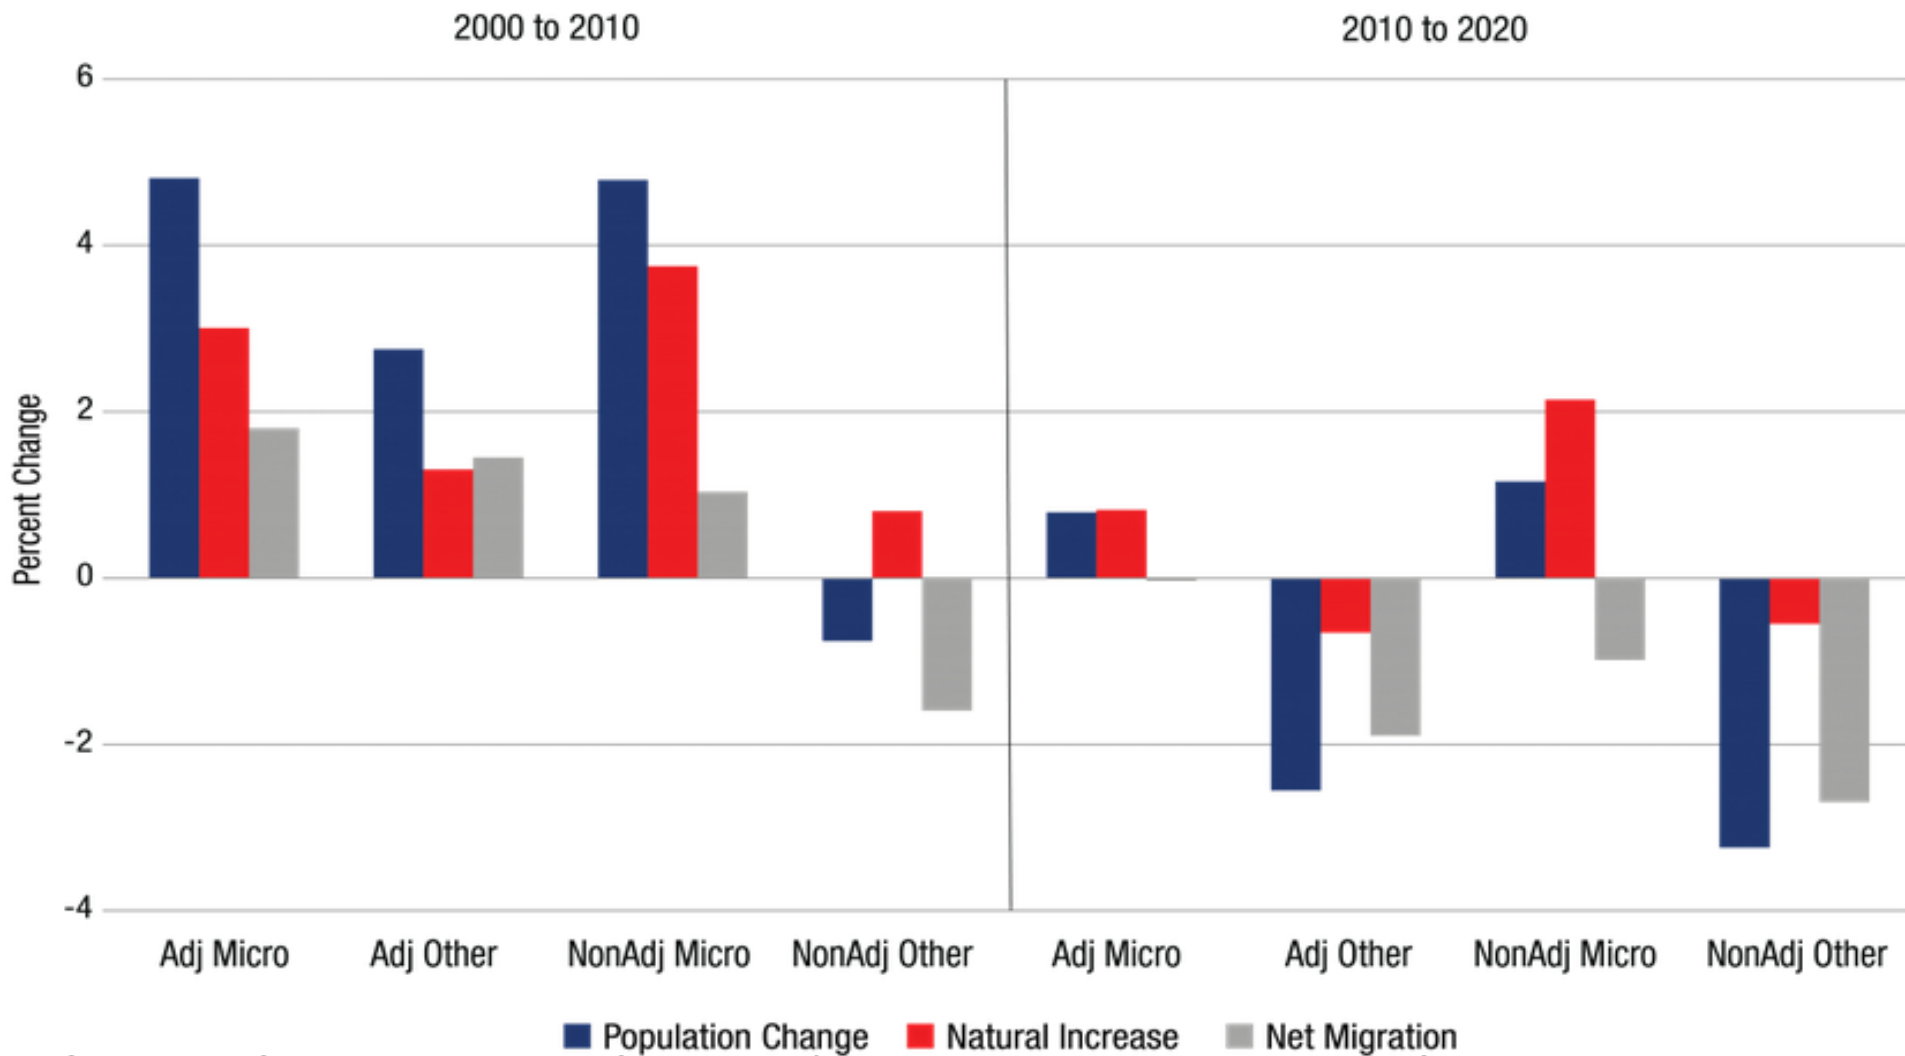 2000 to 2010
2010 to 2020
6
4
2
0
-2
-4
Percent Change
Adj Micro Adj Other NonAdj Micro NonAdj Other Adj Micro Adj Other NonAdj Micro NonAdj Other
Population Change Natural Increase Net Migration